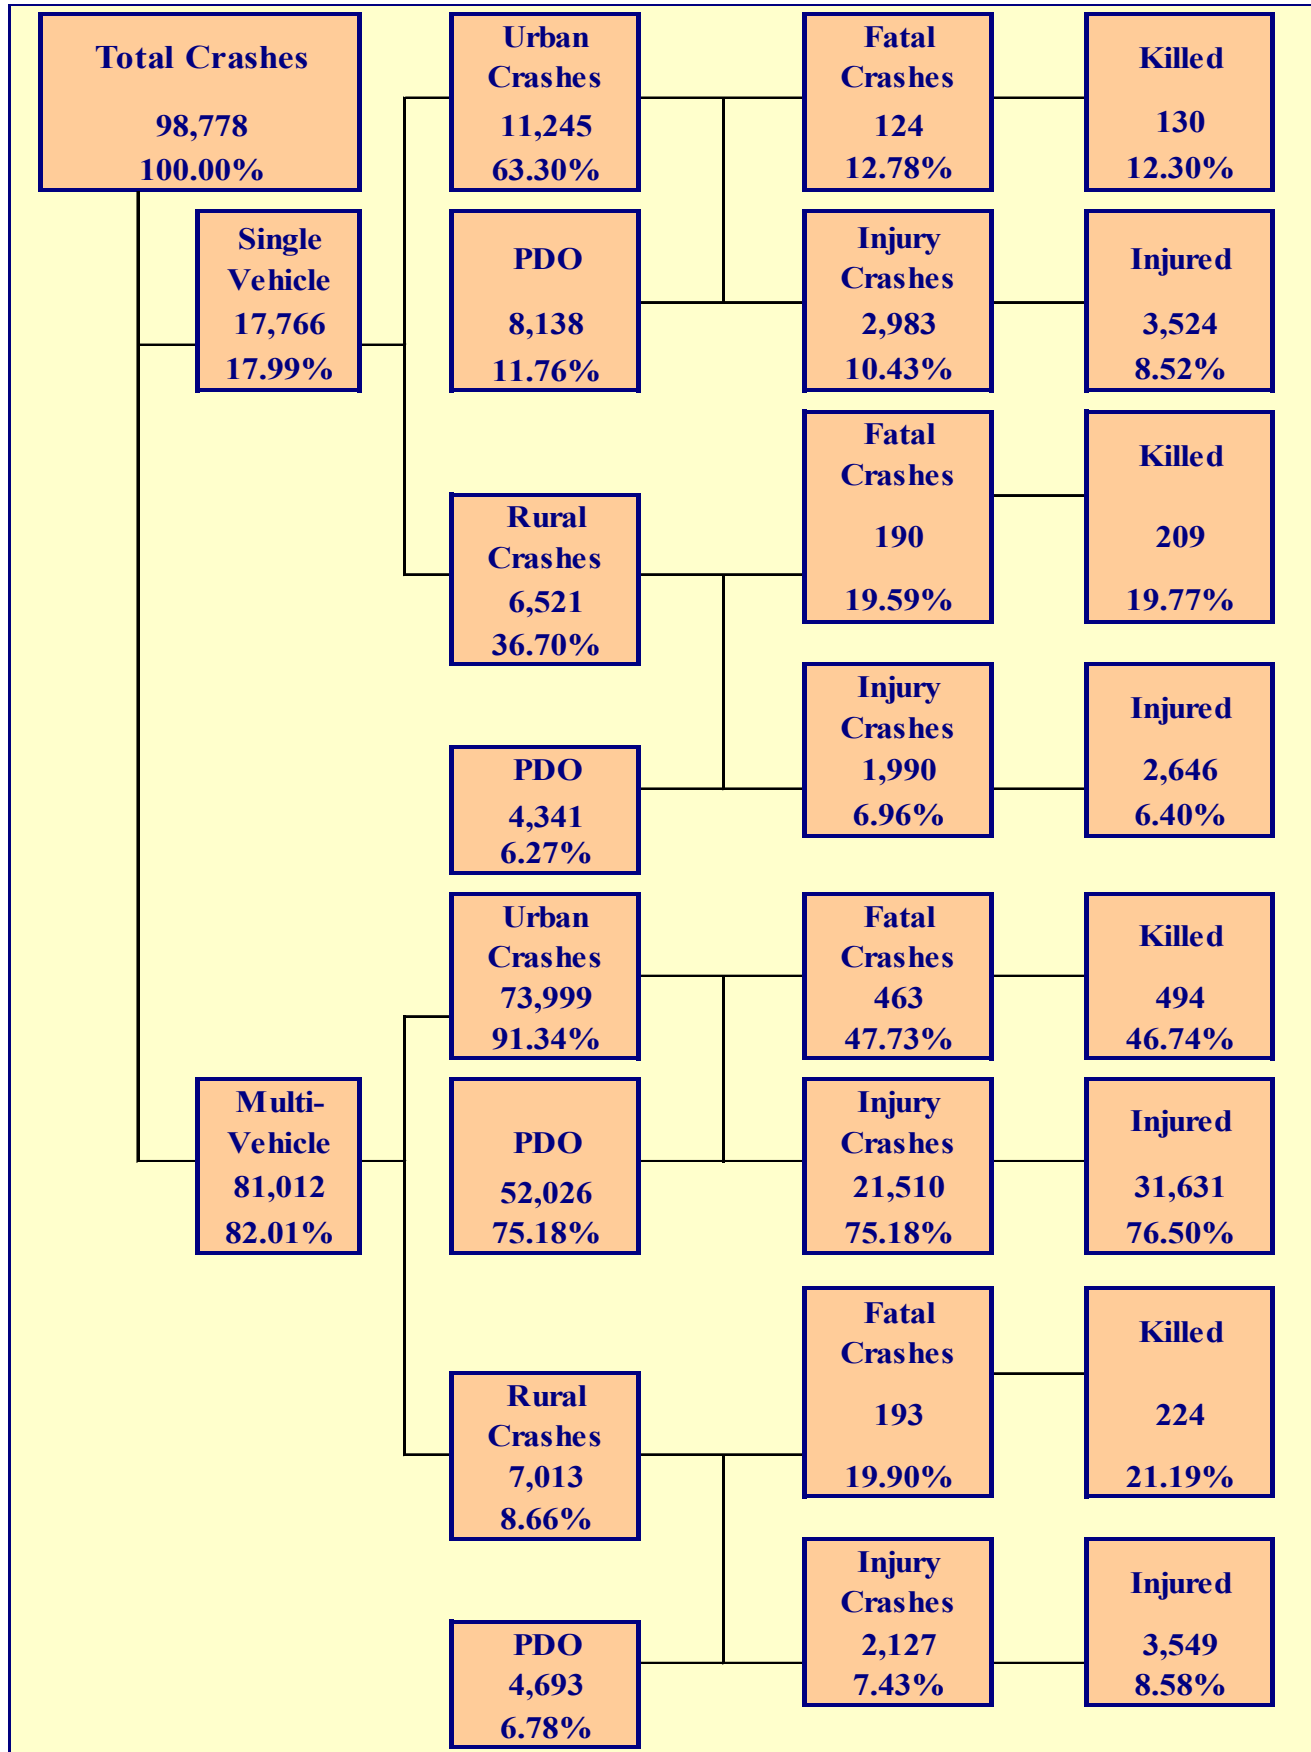 Total Crashes
98,778
100.00%
Single
Vehicle
17,766
17.99%
Urban
Crashes
11,245
63.30%
Fatal
Crashes
124
12.78%
Killed
130
12.30%
PDO
8,138
11.76%
Injury
Crashes
2,983
10.43%
Injured
3,524
8.52%
Rural
Crashes
6,521
36.70%
Fatal
Crashes
190
19.59%
Killed
209
19.77%
PDO
4,341
6.27%
Injury
Crashes
1,990
6.96%
Injured
2,646
6.40%
Multi-
Vehicle
81,012
82.01%
Urban
Crashes
73,999
91.34%
Fatal
Crashes
463
47.73%
Killed
494
46.74%
PDO
52,026
75.18%
Injury
Crashes
21,510
75.18%
Injured
31,631
76.50%
Rural
Crashes
7,013
8.66%
Fatal
Crashes
193
19.90%
Killed
224
21.19%
PDO
4,693
6.78%
Injury
Crashes
2,127
7.43%
Injured
3,549
8.58%